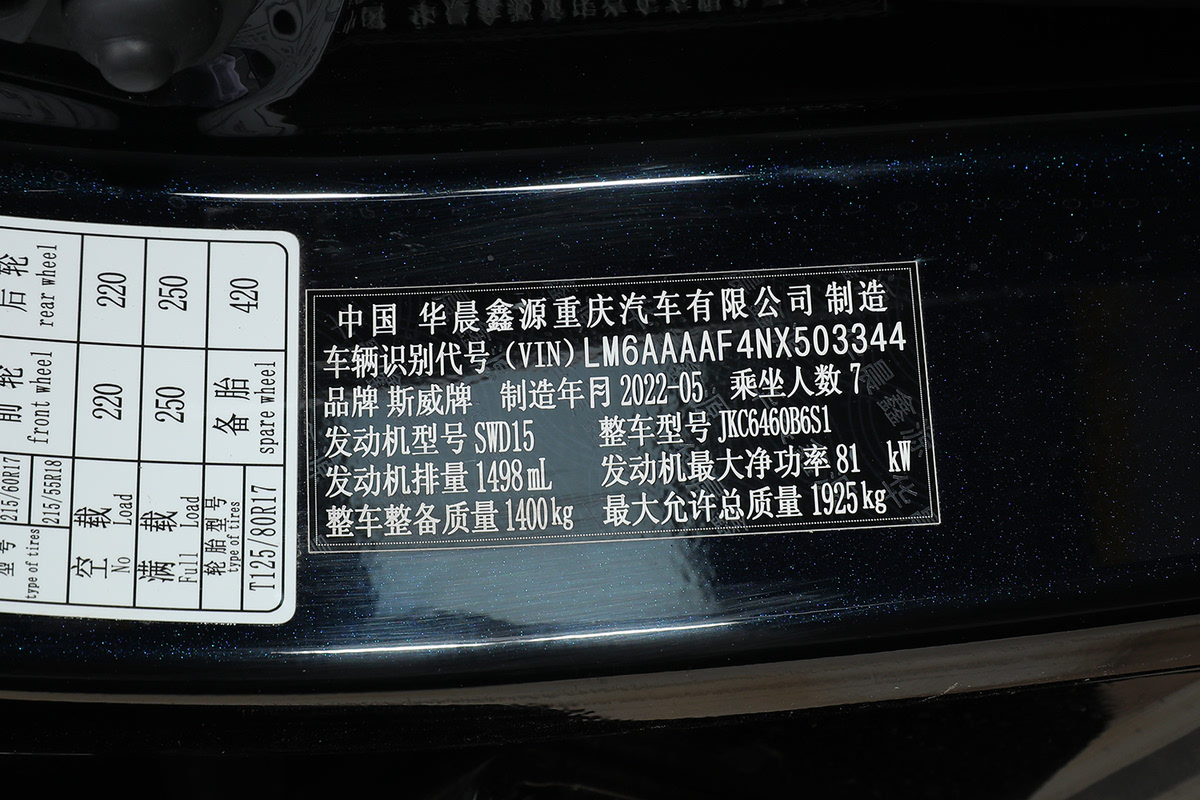 中国 华晨鑫源重庆汽车有限公司 制造
车辆识别代号(VIN)LM6AAAAF4NX503344
品牌 斯威牌 制造年月 2022-05 乘坐人数 7
发动机型号 SWD15 整车型号 JKC6460B6S1
发动机排量 1498mL 发动机最大净功率 81 kW
整车整备质量 1400kg 最大允许总质量 1925kg
型号 type of tires 215/60R17 215/55R18 前轮 front wheel 后轮 rear wheel
空载 No Load 220 220
满载 Full Load 250 250
轮胎型号 type of tires T125/80R17 备胎 spare wheel 420